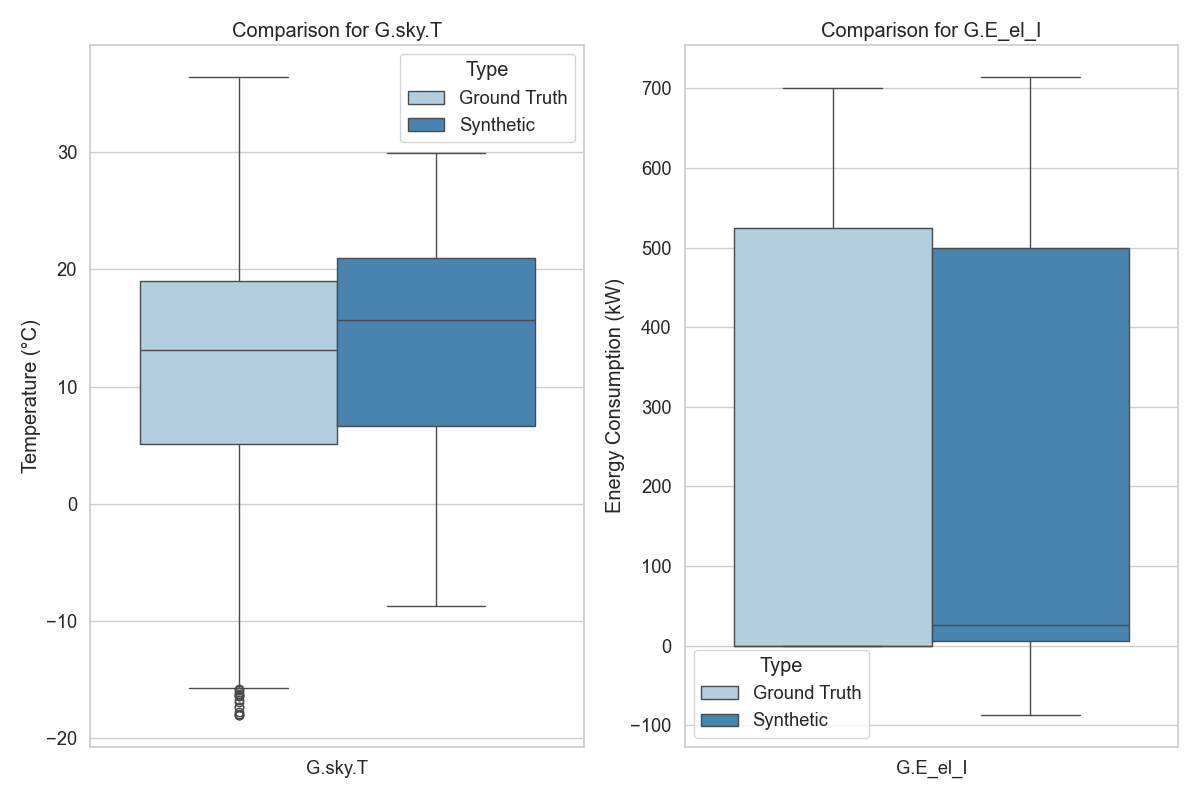 Comparison for G.sky.T
Type
Ground Truth
Synthetic
30
20
10
0
−10
−20
Temperature (°C)
G.sky.T
Comparison for G.E_el_I
700
600
500
400
300
200
100
0
−100
Energy Consumption (kW)
Type
Ground Truth
Synthetic
G.E_el_I